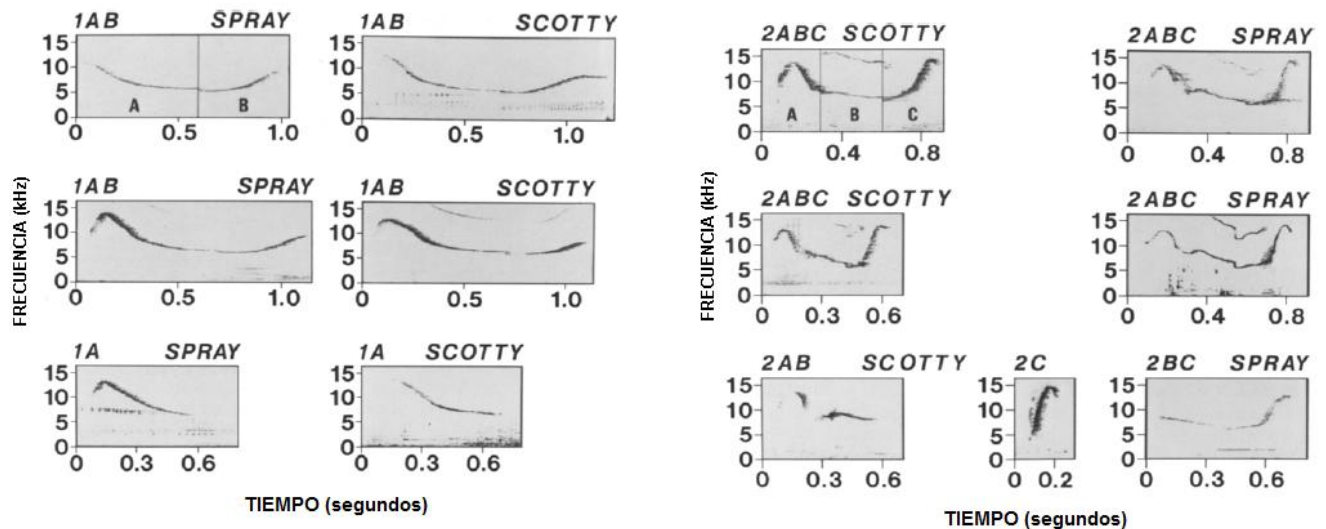 1AB SPRAY
15
10
5
0
A B
0 0.5 1.0
1AB SCOTTY
15
10
5
0
0 0.5 1.0
1AB SPRAY
15
10
5
0
0 0.5 1.0
1AB SCOTTY
15
10
5
0
0 0.5 1.0
1A SPRAY
15
10
5
0
0 0.3 0.6
1A SCOTTY
15
10
5
0
0 0.3 0.6
FRECUENCIA (kHz)
TIEMPO (segundos)
2ABC SCOTTY
15
10
5
0
A B C
0 0.4 0.8
2ABC SPRAY
15
10
5
0
0 0.4 0.8
2ABC SCOTTY
15
10
5
0
0 0.3 0.6
2ABC SPRAY
15
10
5
0
0 0.4 0.8
2AB SCOTTY
15
10
5
0
0 0.3 0.6
2C
15
10
5
0
0 0.2
2BC SPRAY
15
10
5
0
0 0.3 0.6
FRECUENCIA (kHz)
TIEMPO (segundos)